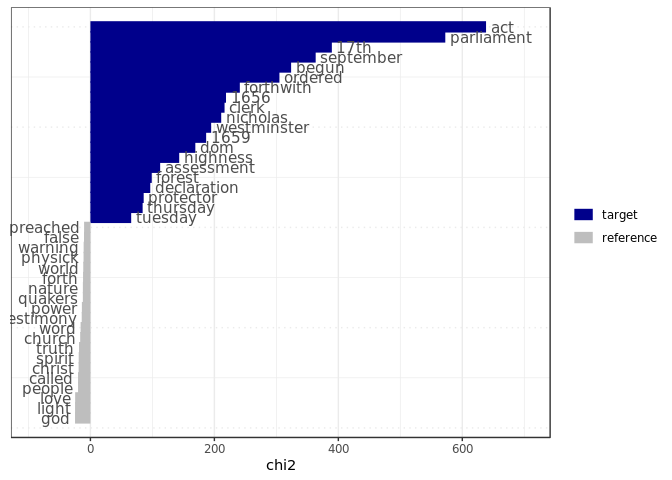 act
parliament
17th
september
begun
ordered
forthwith
1656
clerk
nicholas
westminster
1659
dom
highness
assessment
forest
declaration
protector
thursday
tuesday
preached
false
warning
physick
world
forth
nature
quakers
power
estimony
word
church
truth
spirit
christ
called
people
love
light
god
target
reference
0 200 400 600
chi2